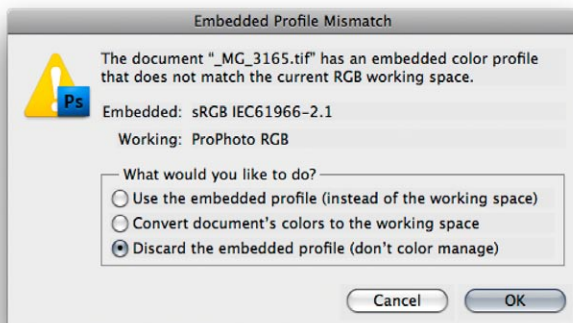 Embedded Profile Mismatch
The document “_MG_3165.tif” has an embedded color profile
that does not match the current RGB working space.
Ps
Embedded: sRGB IEC61966-2.1
Working: ProPhoto RGB
What would you like to do?
Use the embedded profile (instead of the working space)
Convert document's colors to the working space
Discard the embedded profile (don't color manage)
Cancel OK